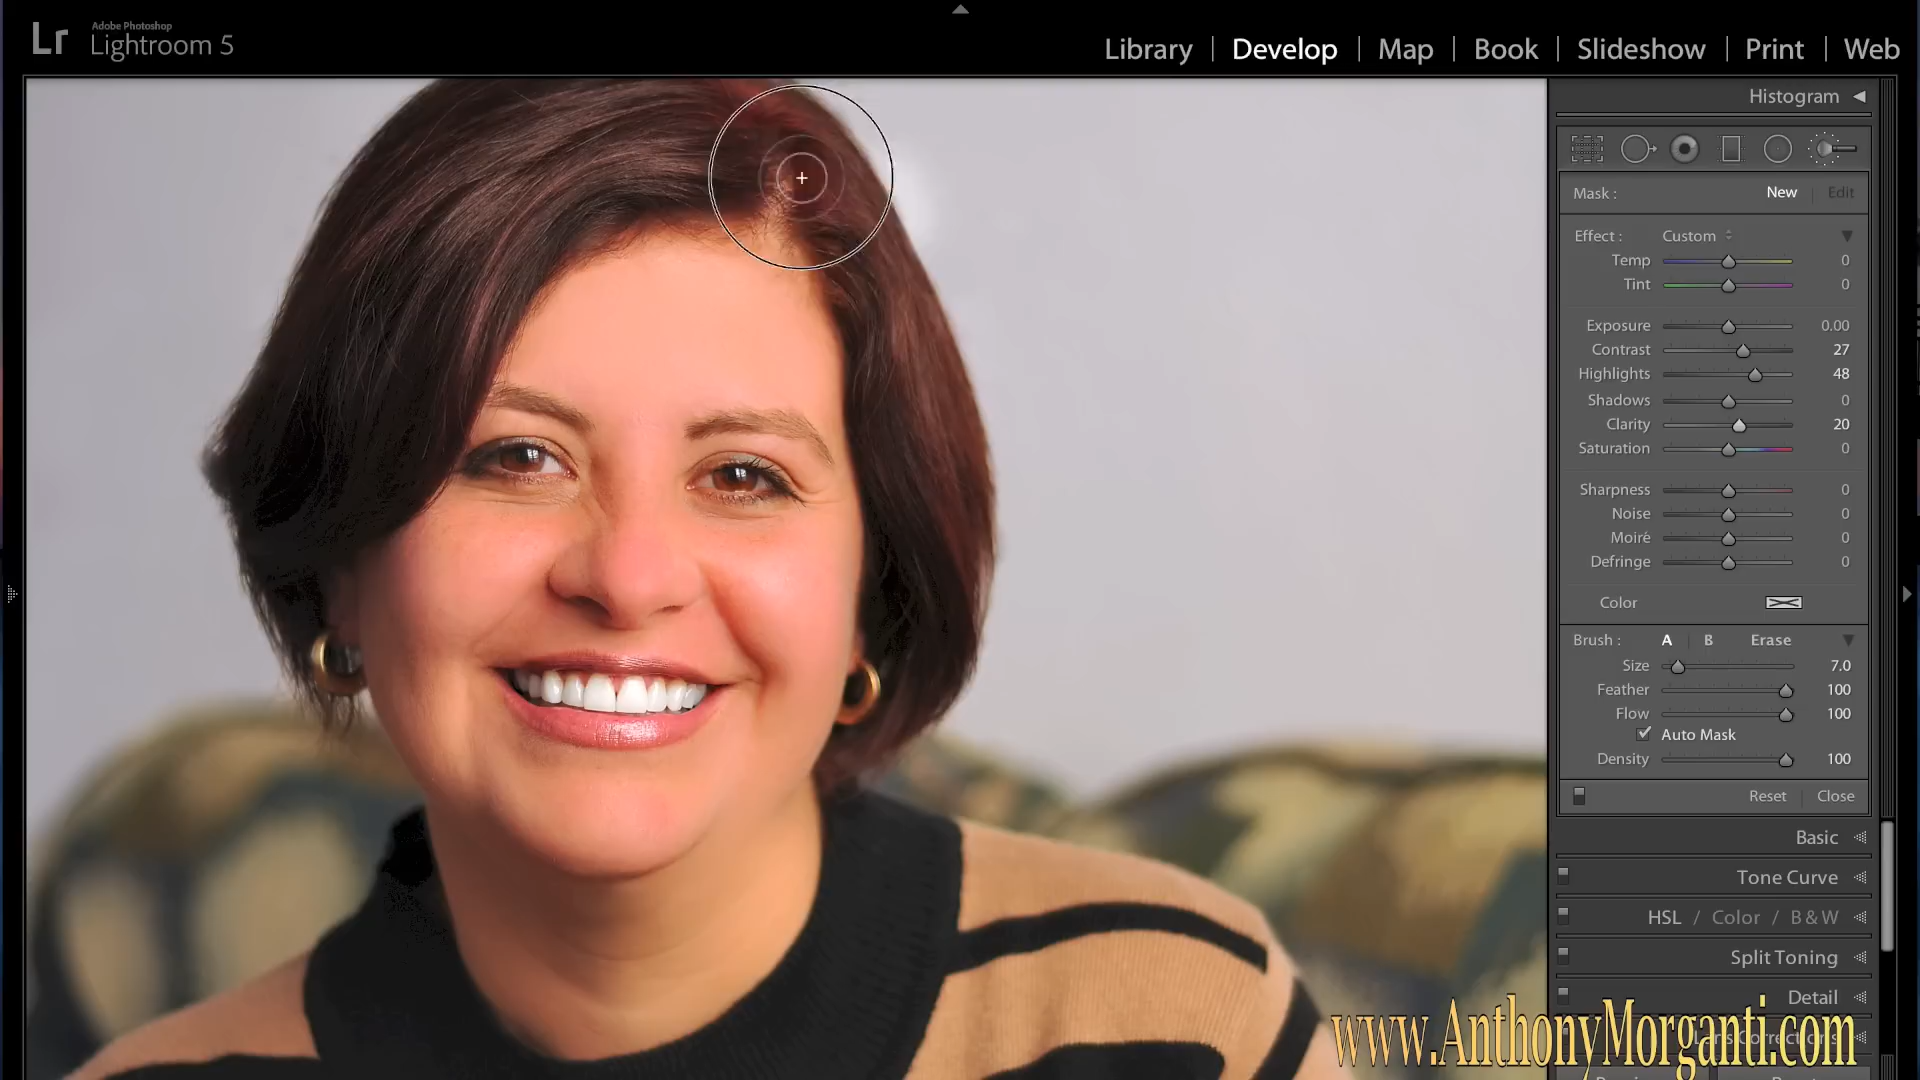 Lr Adobe Photoshop
Lightroom 5
Library | Develop | Map | Book | Slideshow | Print | Web
Histogram
Mask : New | Edit
Effect : Custom
Temp 0
Tint 0
Exposure 0.00
Contrast 27
Highlights 48
Shadows 0
Clarity 20
Saturation 0
Sharpness 0
Noise 0
Moiré 0
Defringe 0
Color
Brush : A | B Erase
Size 7.0
Feather 100
Flow 100
Auto Mask
Density 100
Reset | Close
Basic
Tone Curve
HSL / Color / B & W
Split Toning
Detail
www.AnthonyMorganti.com